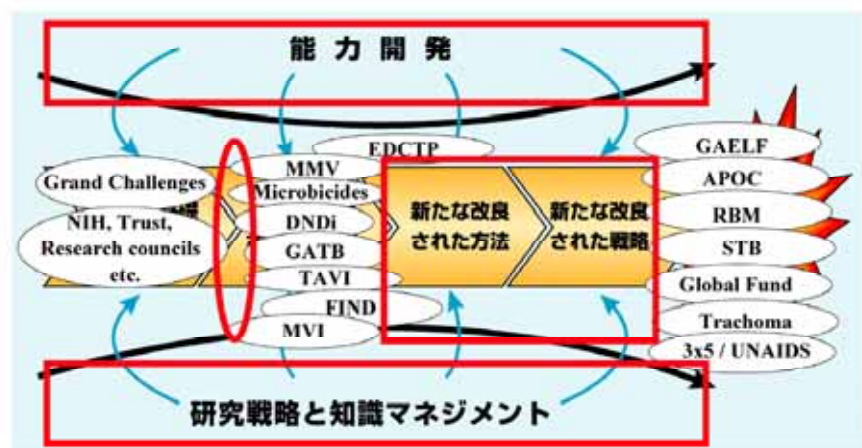 能力開発
EDCTP
MMV
Microbicides
DNDi
GATB
TAVI
FIND
MVI
Grand Challenges
NIH, Trust,
Research councils
etc.
新たな改良
された方法
新たな改良
された戦略
GAELF
APOC
RBM
STB
Global Fund
Trachoma
3x5 / UNAIDS
研究戦略と知識マネジメント